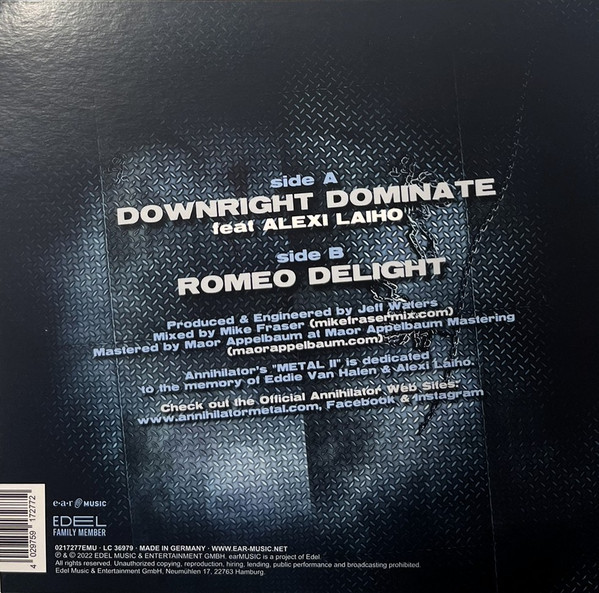 side A
DOWNRIGHT DOMINATE
feat ALEXI LAIHO
side B
ROMEO DELIGHT
Produced & Engineered by Jeff Waters
Mixed by Mike Fraser (mikefrasermix.com)
Mastered by Maor Appelbaum at Maor Appelbaum Mastering
(maorappelbaum.com)
Annihilator's "METAL II" is dedicated
to the memory of Eddie Van Halen & Alexi Laiho.
Check out the Official Annihilator Web Sites:
www.annihilatormetal.com, Facebook & Instagram
4 029759 172772
e·a·r MUSIC
EDEL
FAMILY MEMBER
0217277EMU · LC 36979 · MADE IN GERMANY · WWW.EAR-MUSIC.NET
℗ & © 2022 EDEL MUSIC & ENTERTAINMENT GMBH. earMUSIC is a project of Edel.
All rights reserved. Unauthorized copying, reproduction, hiring, lending, public performance and broadcasting prohibited.
Edel Music & Entertainment GmbH, Neumühlen 17, 22763 Hamburg.